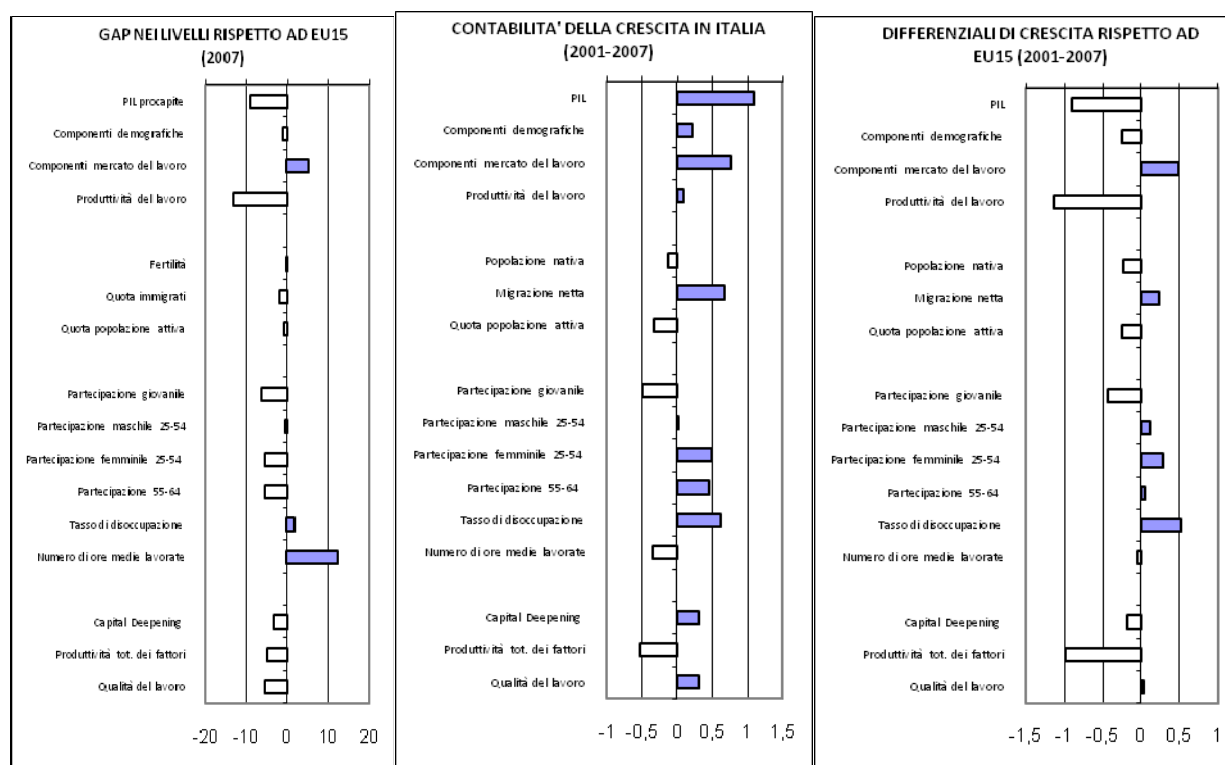 GAP NEI LIVELLI RISPETTO AD EU15
(2007)
PIL procapite
Componenti demografiche
Componenti mercato del lavoro
Produttività del lavoro
Fertilità
Quota immigrati
Quota popolazione attiva
Partecipazione giovanile
Partecipazione maschile 25-54
Partecipazione femminile 25-54
Partecipazione 55-64
Tasso di disoccupazione
Numero di ore medie lavorate
Capital Deepening
Produttività tot. dei fattori
Qualità del lavoro
-20 -10 0 10 20
CONTABILITA' DELLA CRESCITA IN ITALIA
(2001-2007)
PIL
Componenti demografiche
Componenti mercato del lavoro
Produttività del lavoro
Popolazione nativa
Migrazione netta
Quota popolazione attiva
Partecipazione giovanile
Partecipazione maschile 25-54
Partecipazione femminile 25-54
Partecipazione 55-64
Tasso di disoccupazione
Numero di ore medie lavorate
Capital Deepening
Produttività tot. dei fattori
Qualità del lavoro
-1 -0,5 0 0,5 1 1,5
DIFFERENZIALI DI CRESCITA RISPETTO AD
EU15 (2001-2007)
PIL
Componenti demografiche
Componenti mercato del lavoro
Produttività del lavoro
Popolazione nativa
Migrazione netta
Quota popolazione attiva
Partecipazione giovanile
Partecipazione maschile 25-54
Partecipazione femminile 25-54
Partecipazione 55-64
Tasso di disoccupazione
Numero di ore medie lavorate
Capital Deepening
Produttività tot. dei fattori
Qualità del lavoro
-1,5 -1 -0,5 0 0,5 1